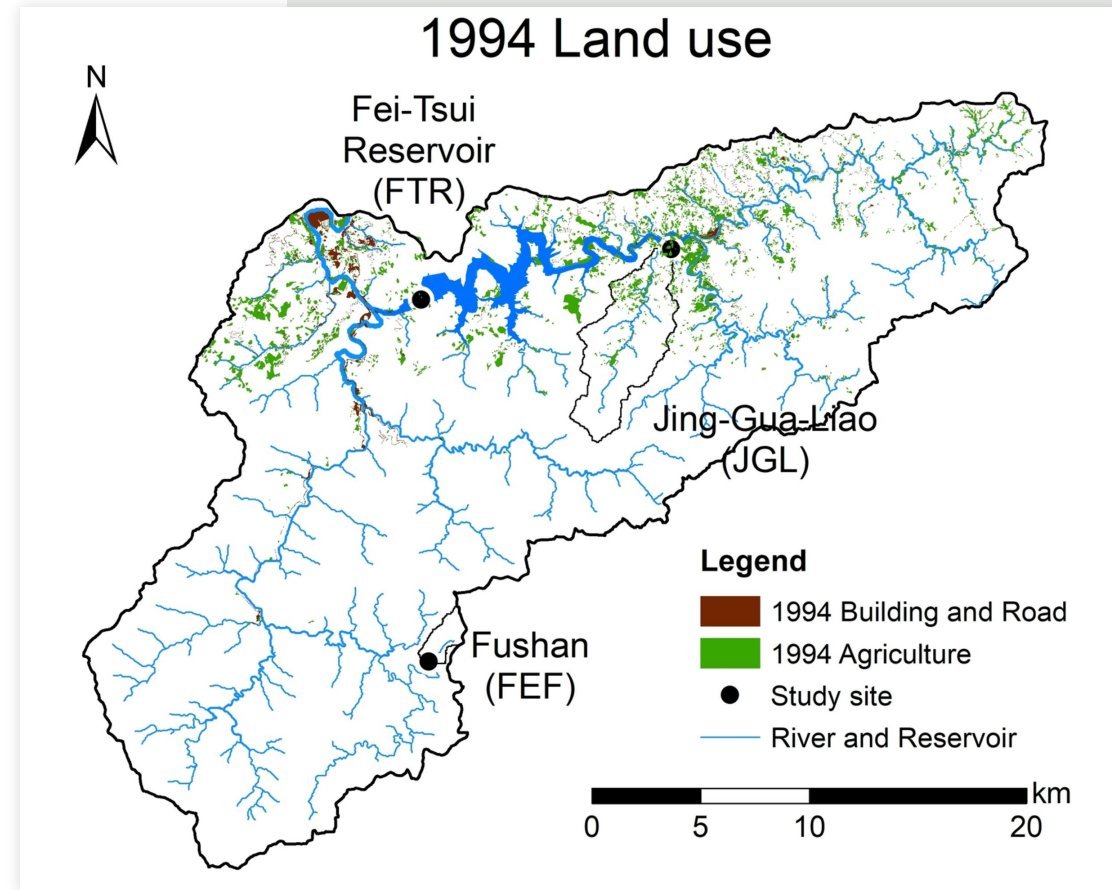 1994 Land use
N
Fei-Tsui
Reservoir
(FTR)
Jing-Gua-Liao
(JGL)
Fushan
(FEF)
Legend
1994 Building and Road
1994 Agriculture
Study site
River and Reservoir
km
0 5 10 20